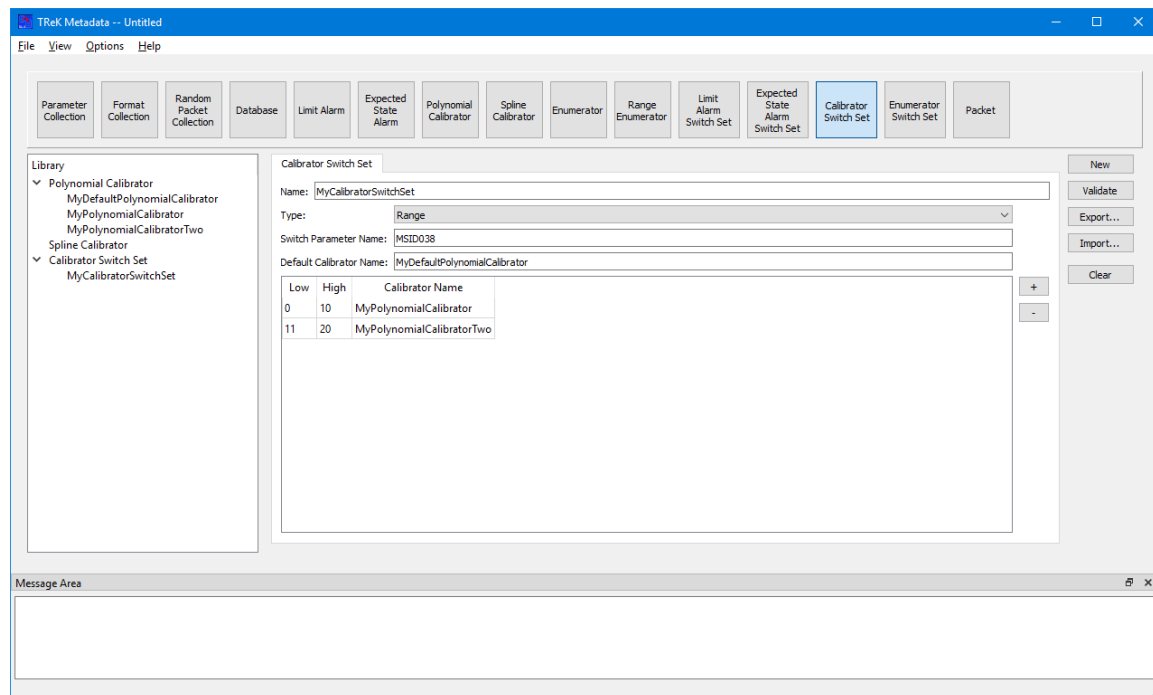 TReK Metadata -- Untitled
File View Options Help
Parameter Collection
Format Collection
Random Packet Collection
Database
Limit Alarm
Expected State Alarm
Polynomial Calibrator
Spline Calibrator
Enumerator
Range Enumerator
Limit Alarm Switch Set
Expected State Alarm Switch Set
Calibrator Switch Set
Enumerator Switch Set
Packet
Library
Polynomial Calibrator
MyDefaultPolynomialCalibrator
MyPolynomialCalibrator
MyPolynomialCalibratorTwo
Spline Calibrator
Calibrator Switch Set
MyCalibratorSwitchSet
Calibrator Switch Set
Name: MyCalibratorSwitchSet
Type: Range
Switch Parameter Name: MSID038
Default Calibrator Name: MyDefaultPolynomialCalibrator
Low High Calibrator Name
0 10 MyPolynomialCalibrator
11 20 MyPolynomialCalibratorTwo
+
-
New
Validate
Export...
Import...
Clear
Message Area